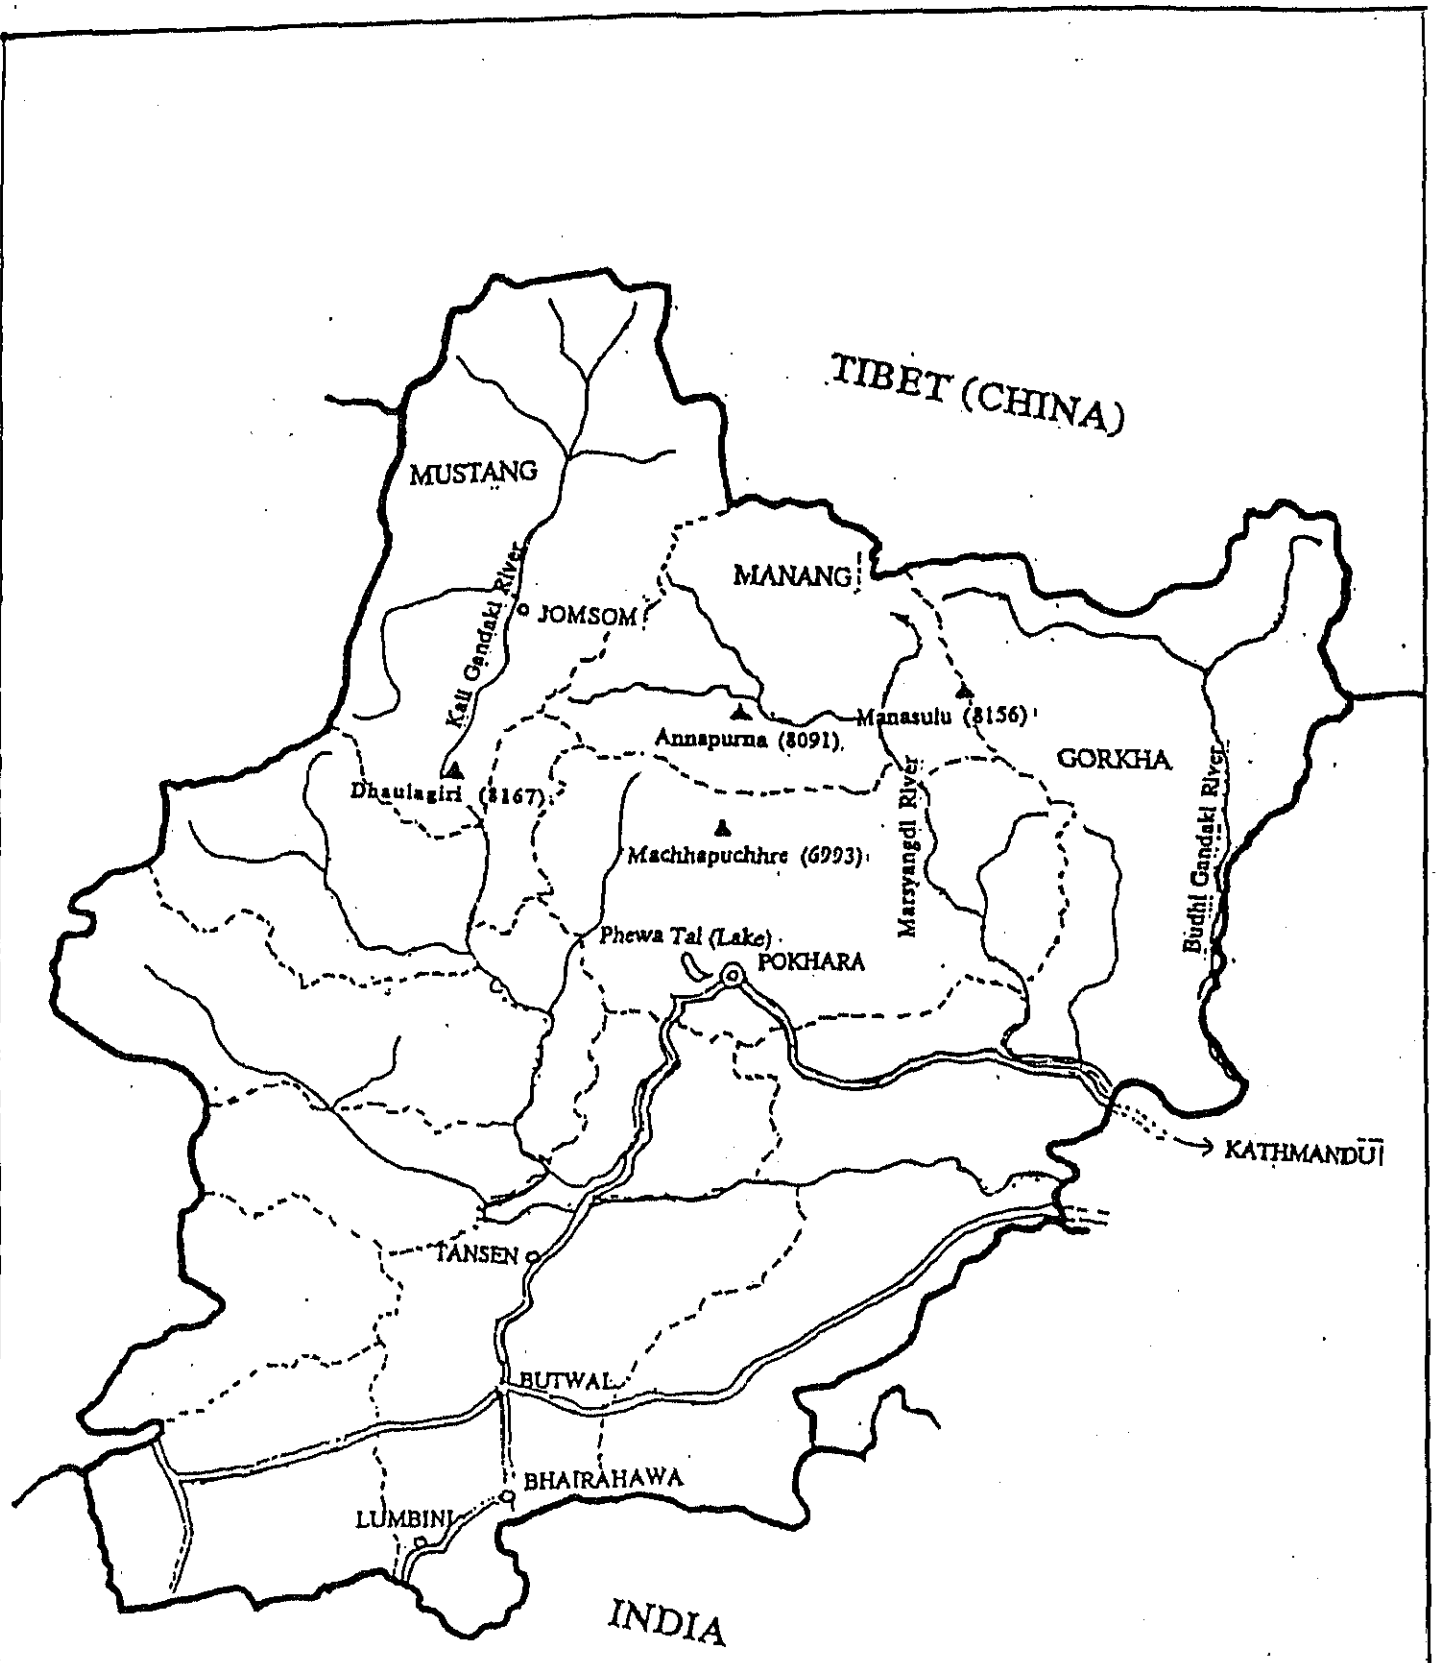 TIBET (CHINA)
MUSTANG
MANANG
Kali Gandaki River
JOMSOM
Manasulu (8156)
Annapurna (8091)
GORKHA
Dhaulagiri (8167)
Marsyangdi River
Budhi Gandaki River
Machhapuchhre (6993)
Phewa Tal (Lake)
POKHARA
KATHMANDU
TANSEN
BUTWAL
BHAIRAHAWA
LUMBINI
INDIA